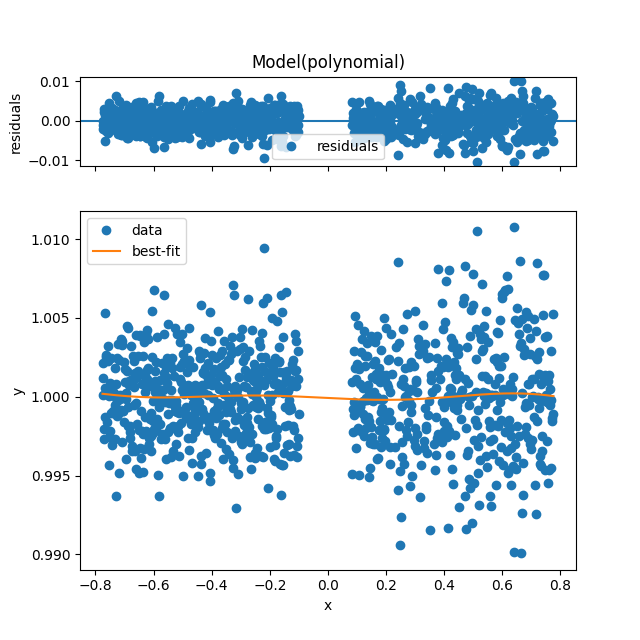 Model(polynomial)
0.01
0.00
−0.01
residuals
residuals
data
best-fit
1.010
1.005
1.000
0.995
0.990
y
−0.8
−0.6
−0.4
−0.2
0.0
0.2
0.4
0.6
0.8
x